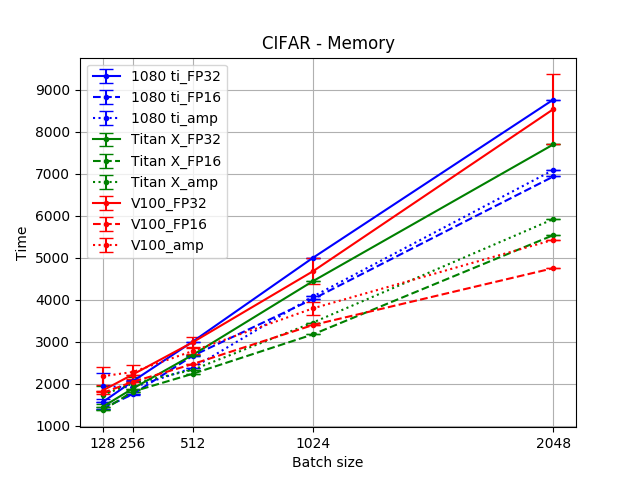 CIFAR - Memory
1080 ti_FP32
1080 ti_FP16
1080 ti_amp
Titan X_FP32
Titan X_FP16
Titan X_amp
V100_FP32
V100_FP16
V100_amp
Time
9000
8000
7000
6000
5000
4000
3000
2000
1000
128 256 512 1024 2048
Batch size